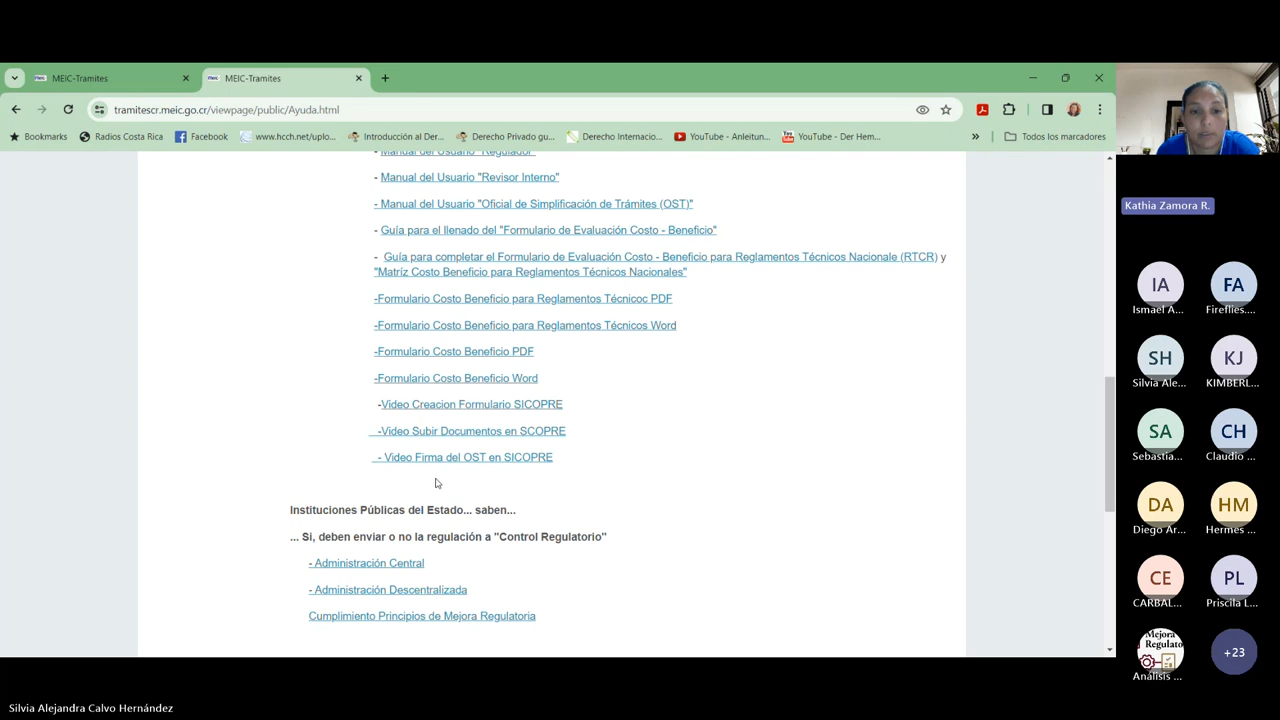 MEIC-Tramites
MEIC-Tramites
tramitescr.meic.go.cr/viewpage/public/Ayuda.html
Bookmarks
Radios Costa Rica
Facebook
www.hcch.net/uplo...
Introducción al Der...
Derecho Privado gu...
Derecho Internacio...
YouTube - Anleitun...
YouTube - Der Hem...
»
Todos los marcadores
- Manual del Usuario "Regulador"
- Manual del Usuario "Revisor Interno"
- Manual del Usuario "Oficial de Simplificación de Trámites (OST)"
- Guía para el llenado del "Formulario de Evaluación Costo - Beneficio"
- Guía para completar el Formulario de Evaluación Costo - Beneficio para Reglamentos Técnicos Nacionale (RTCR) y
"Matríz Costo Beneficio para Reglamentos Técnicos Nacionales"
-Formulario Costo Beneficio para Reglamentos Técnicoc PDF
-Formulario Costo Beneficio para Reglamentos Técnicos Word
-Formulario Costo Beneficio PDF
-Formulario Costo Beneficio Word
-Video Creacion Formulario SICOPRE
-Video Subir Documentos en SCOPRE
- Video Firma del OST en SICOPRE
Instituciones Públicas del Estado... saben...
... Si, deben enviar o no la regulación a "Control Regulatorio"
- Administración Central
- Administración Descentralizada
Cumplimiento Principios de Mejora Regulatoria
Kathia Zamora R.
IA
Ismael A...
FA
Fireflies....
SH
Silvia Ale...
KJ
KIMBERL...
SA
Sebastia...
CH
Claudio ...
DA
Diego Ar...
HM
Hermes ...
CE
CARBAL...
PL
Priscila L...
Mejora
Regulato
Análisis ...
+23
Silvia Alejandra Calvo Hernández